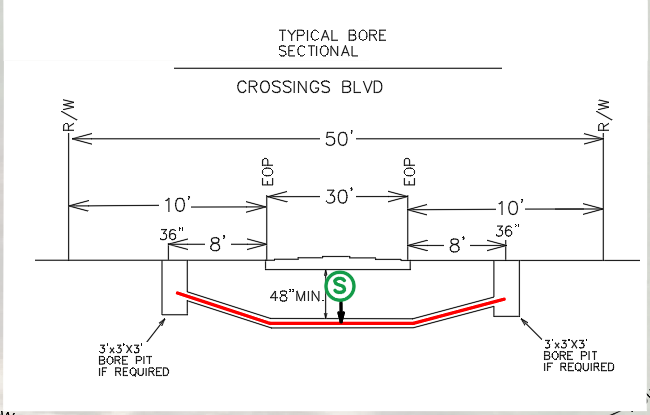 TYPICAL BORE
SECTIONAL
CROSSINGS BLVD
R/W
R/W
50'
EOP
EOP
10'
30'
10'
36"
8'
8'
36"
48"MIN.
S
3'x3'X3'
BORE PIT
IF REQUIRED
3'x3'X3'
BORE PIT
IF REQUIRED